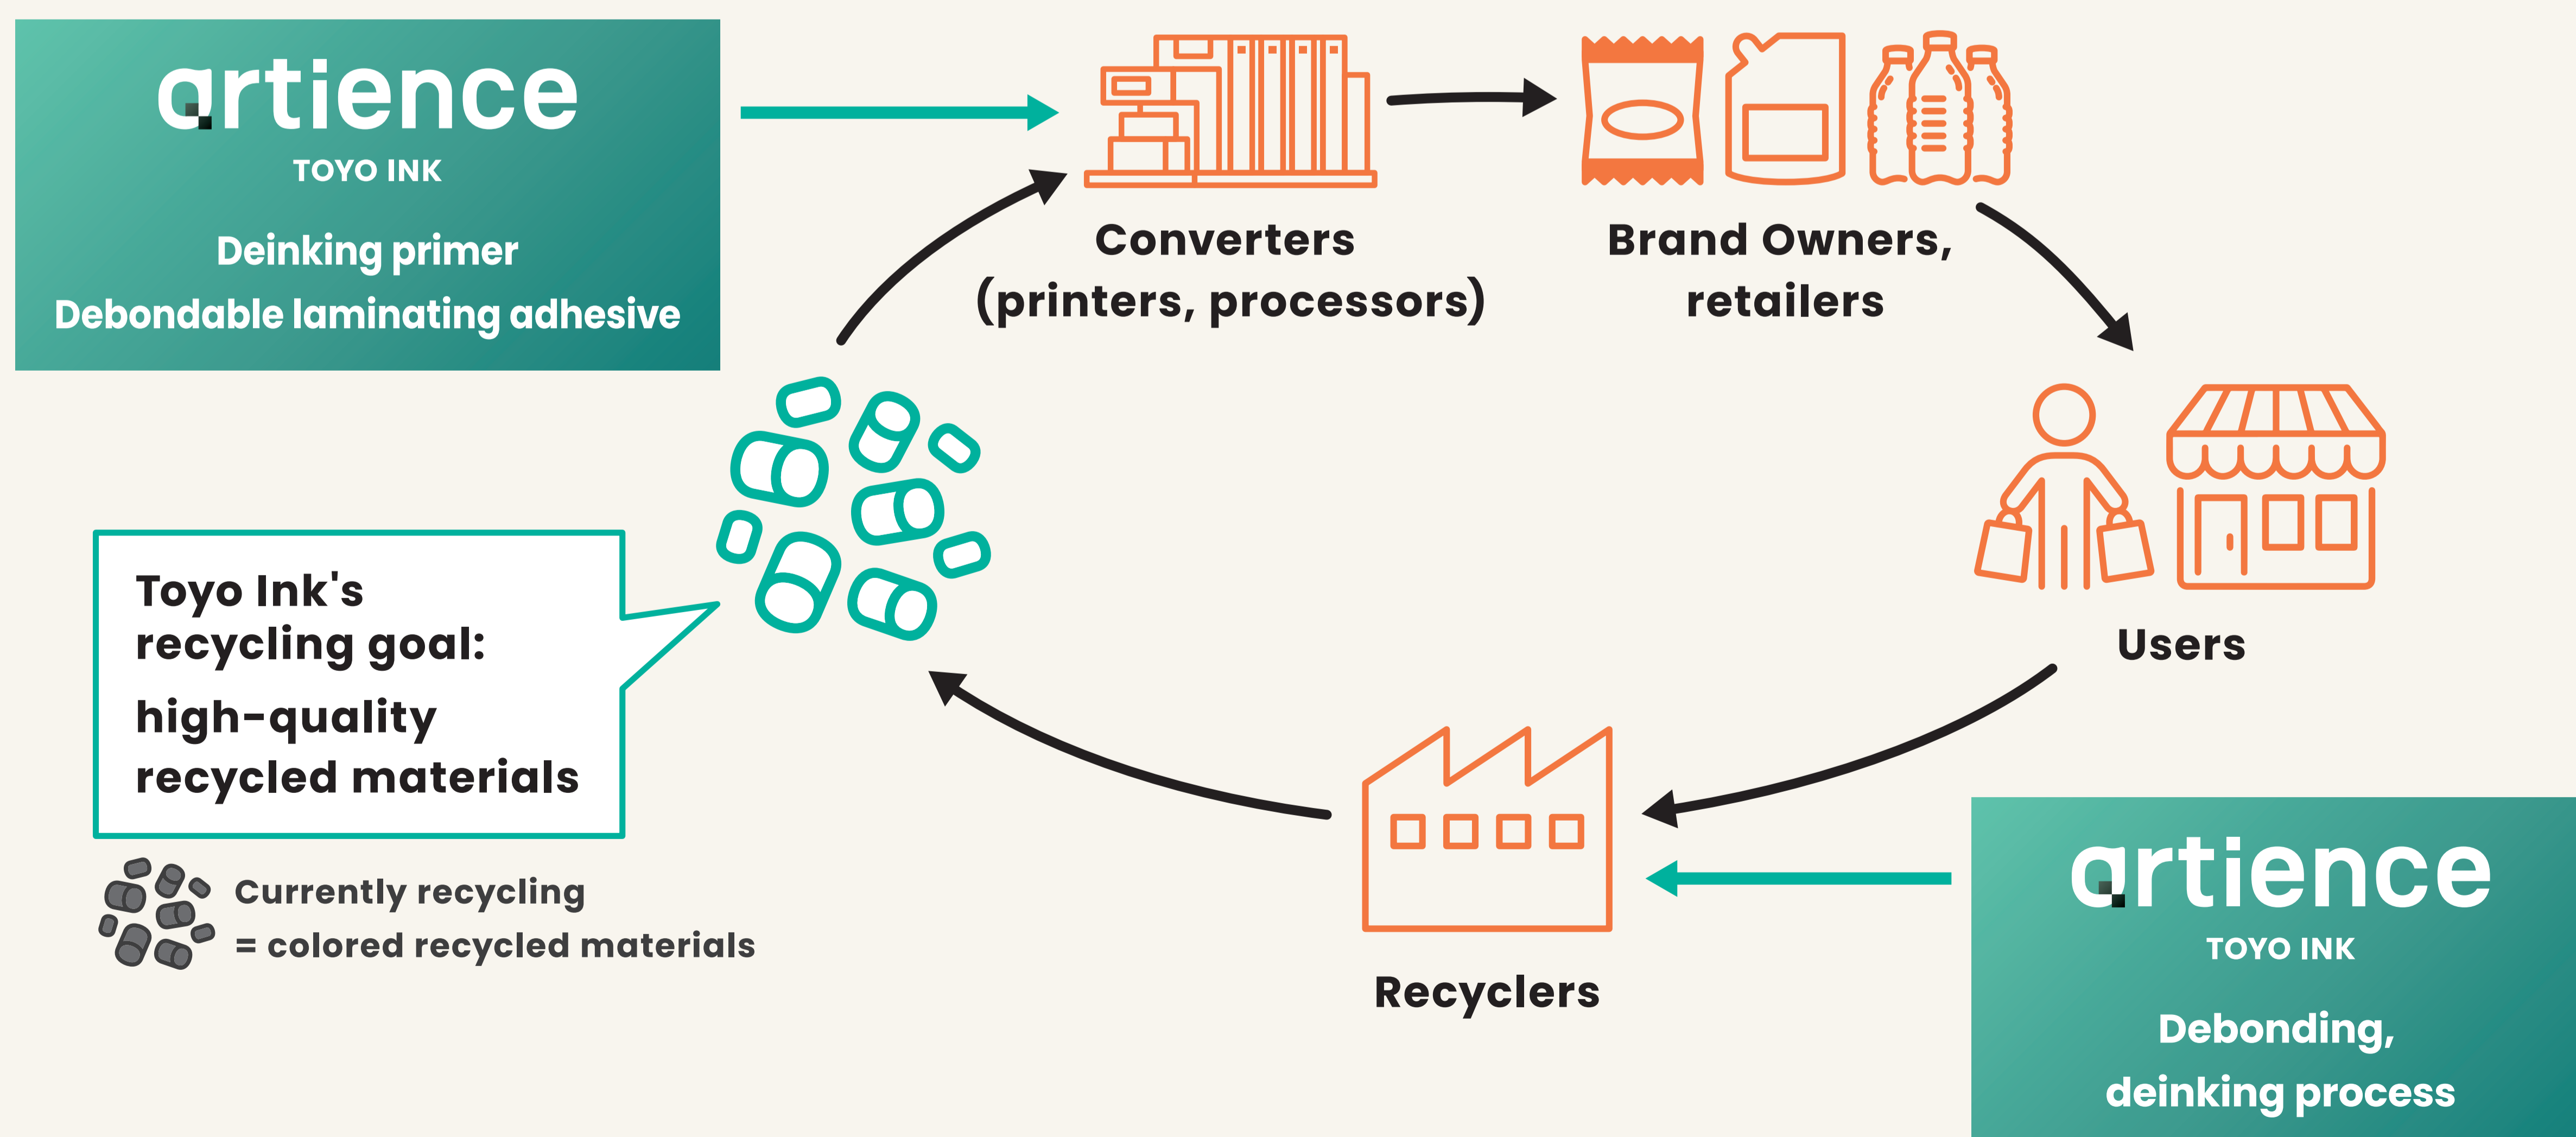 artience
TOYO INK
Deinking primer
Debondable laminating adhesive
Converters
(printers, processors)
Brand Owners,
retailers
Users
Toyo Ink's
recycling goal:
high-quality
recycled materials
Currently recycling
= colored recycled materials
Recyclers
artience
TOYO INK
Debonding,
deinking process